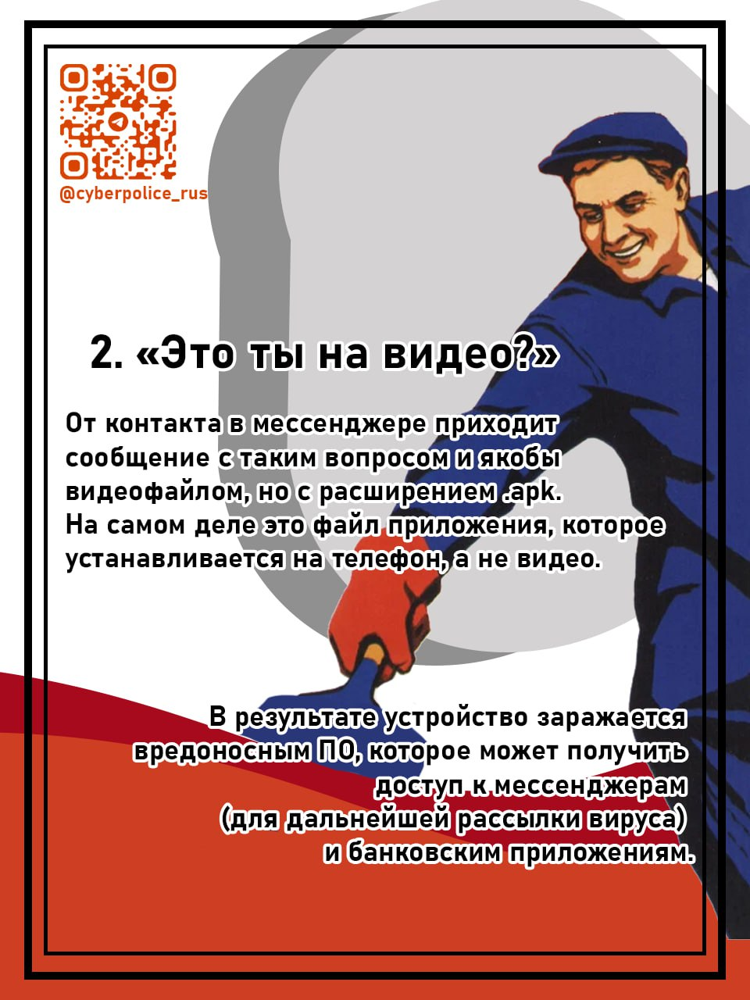 @cyberpolice_rus
2. «Это ты на видео?»
От контакта в мессенджере приходит
сообщение с таким вопросом и якобы
видеофайлом, но с расширением .apk.
На самом деле это файл приложения, которое
устанавливается на телефон, а не видео.
В результате устройство заражается
вредоносным ПО, которое может получить
доступ к мессенджерам
(для дальнейшей рассылки вируса)
и банковским приложениям.